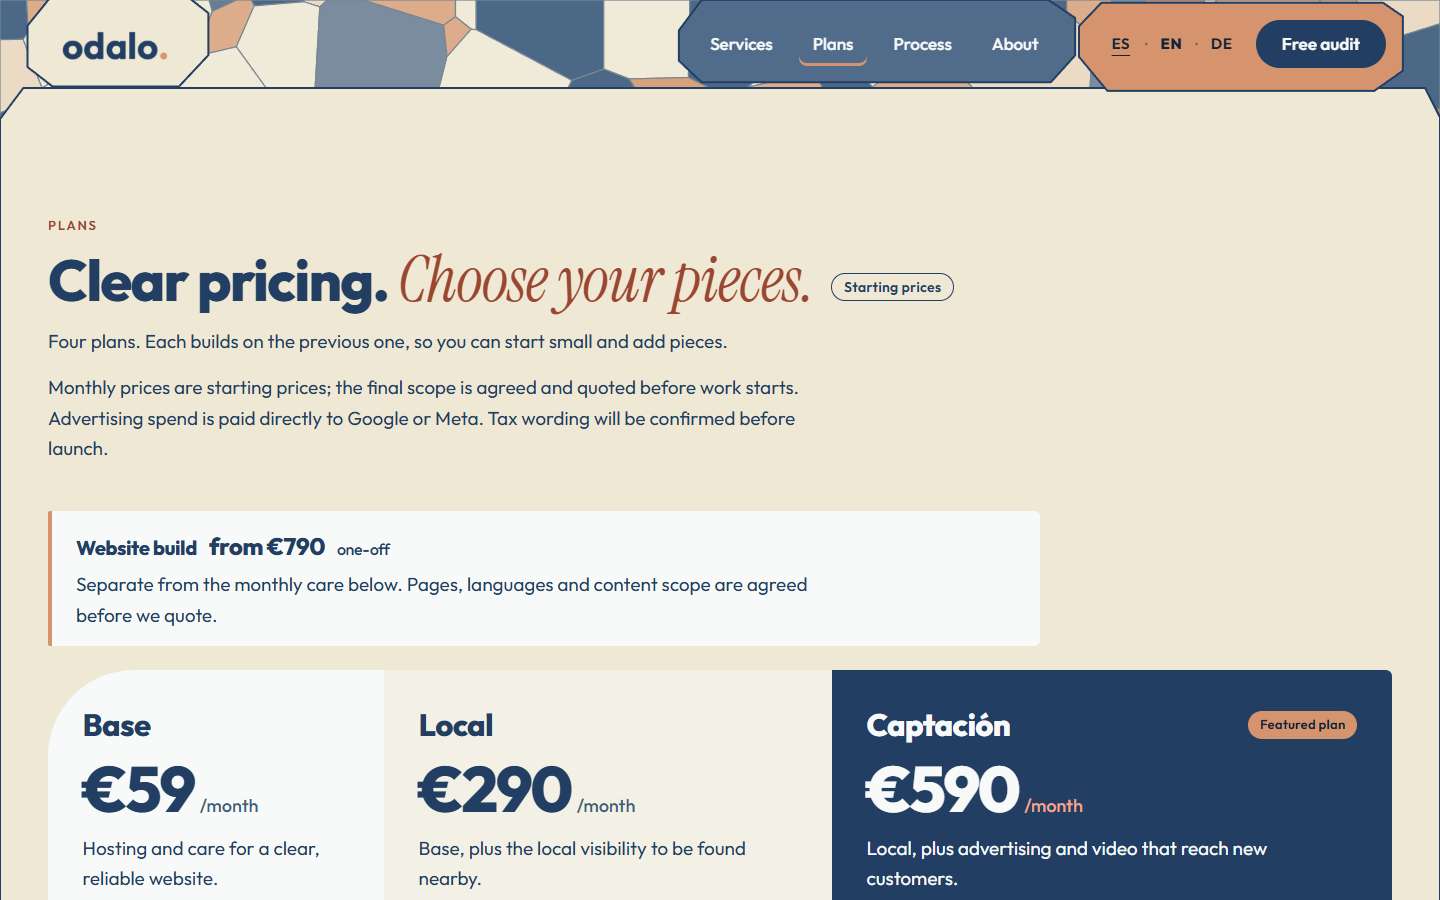 odalo.
Services
Plans
Process
About
ES · EN · DE
Free audit
PLANS
Clear pricing. Choose your pieces.
Starting prices
Four plans. Each builds on the previous one, so you can start small and add pieces.
Monthly prices are starting prices; the final scope is agreed and quoted before work starts.
Advertising spend is paid directly to Google or Meta. Tax wording will be confirmed before
launch.
Website build from €790 one-off
Separate from the monthly care below. Pages, languages and content scope are agreed
before we quote.
Base
€59 /month
Hosting and care for a clear,
reliable website.
Local
€290 /month
Base, plus the local visibility to be found
nearby.
Captación
Featured plan
€590 /month
Local, plus advertising and video that reach new
customers.